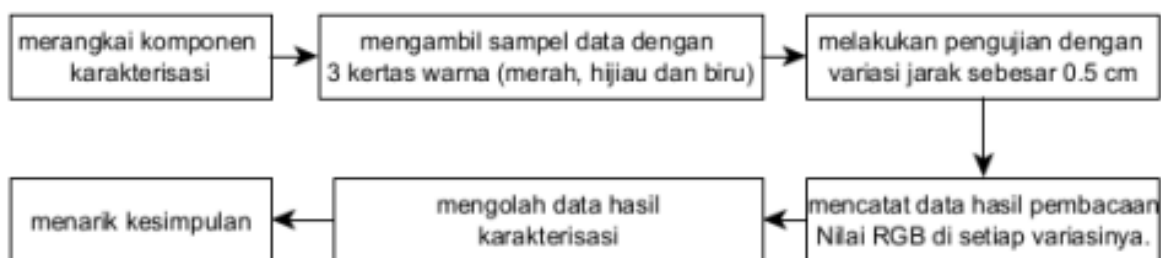 merangkai komponen
karakterisasi
mengambil sampel data dengan
3 kertas warna (merah, hijiau dan biru)
melakukan pengujian dengan
variasi jarak sebesar 0.5 cm
mencatat data hasil pembacaan
Nilai RGB di setiap variasinya.
mengolah data hasil
karakterisasi
menarik kesimpulan